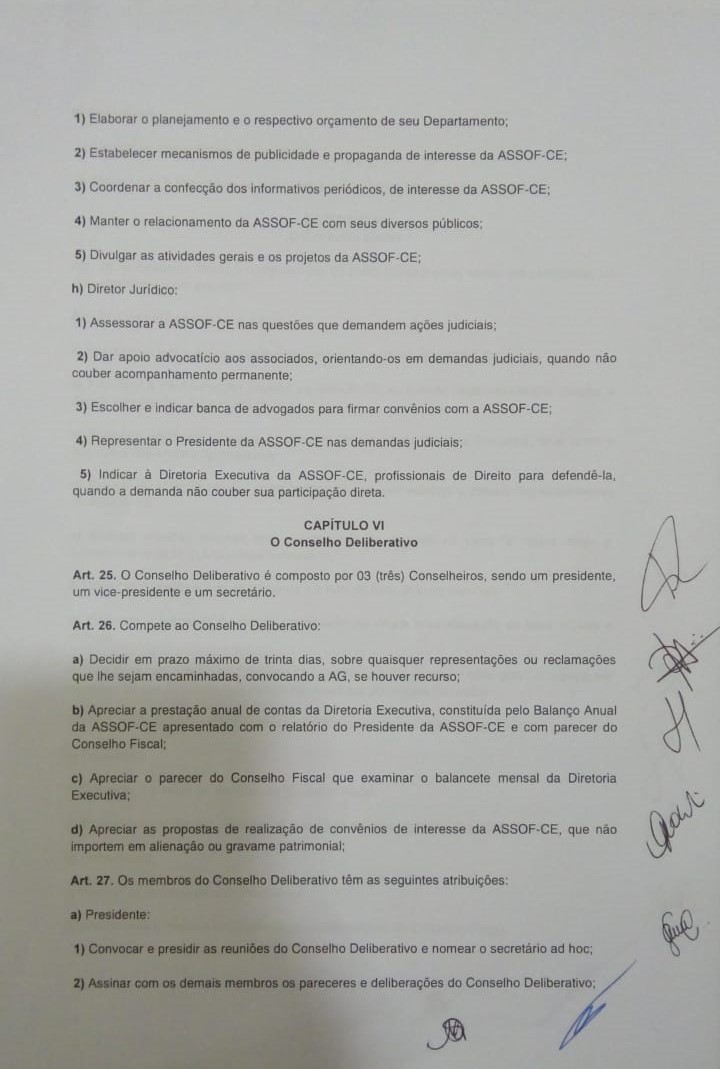 1) Elaborar o planejamento e o respectivo orçamento de seu Departamento;
2) Estabelecer mecanismos de publicidade e propaganda de interesse da ASSOF-CE;
3) Coordenar a confecção dos informativos periódicos, de interesse da ASSOF-CE;
4) Manter o relacionamento da ASSOF-CE com seus diversos públicos;
5) Divulgar as atividades gerais e os projetos da ASSOF-CE;
h) Diretor Jurídico:
1) Assessorar a ASSOF-CE nas questões que demandem ações judiciais;
2) Dar apoio advocatício aos associados, orientando-os em demandas judiciais, quando não
couber acompanhamento permanente;
3) Escolher e indicar banca de advogados para firmar convênios com a ASSOF-CE;
4) Representar o Presidente da ASSOF-CE nas demandas judiciais;
5) Indicar à Diretoria Executiva da ASSOF-CE, profissionais de Direito para defendê-la,
quando a demanda não couber sua participação direta.
CAPÍTULO VI
O Conselho Deliberativo
Art. 25. O Conselho Deliberativo é composto por 03 (três) Conselheiros, sendo um presidente,
um vice-presidente e um secretário.
Art. 26. Compete ao Conselho Deliberativo:
a) Decidir em prazo máximo de trinta dias, sobre quaisquer representações ou reclamações
que lhe sejam encaminhadas, convocando a AG, se houver recurso;
b) Apreciar a prestação anual de contas da Diretoria Executiva, constituída pelo Balanço Anual
da ASSOF-CE apresentado com o relatório do Presidente da ASSOF-CE e com parecer do
Conselho Fiscal;
c) Apreciar o parecer do Conselho Fiscal que examinar o balancete mensal da Diretoria
Executiva;
d) Apreciar as propostas de realização de convênios de interesse da ASSOF-CE, que não
importem em alienação ou gravame patrimonial;
Art. 27. Os membros do Conselho Deliberativo têm as seguintes atribuições:
a) Presidente:
1) Convocar e presidir as reuniões do Conselho Deliberativo e nomear o secretário ad hoc;
2) Assinar com os demais membros os pareceres e deliberações do Conselho Deliberativo;